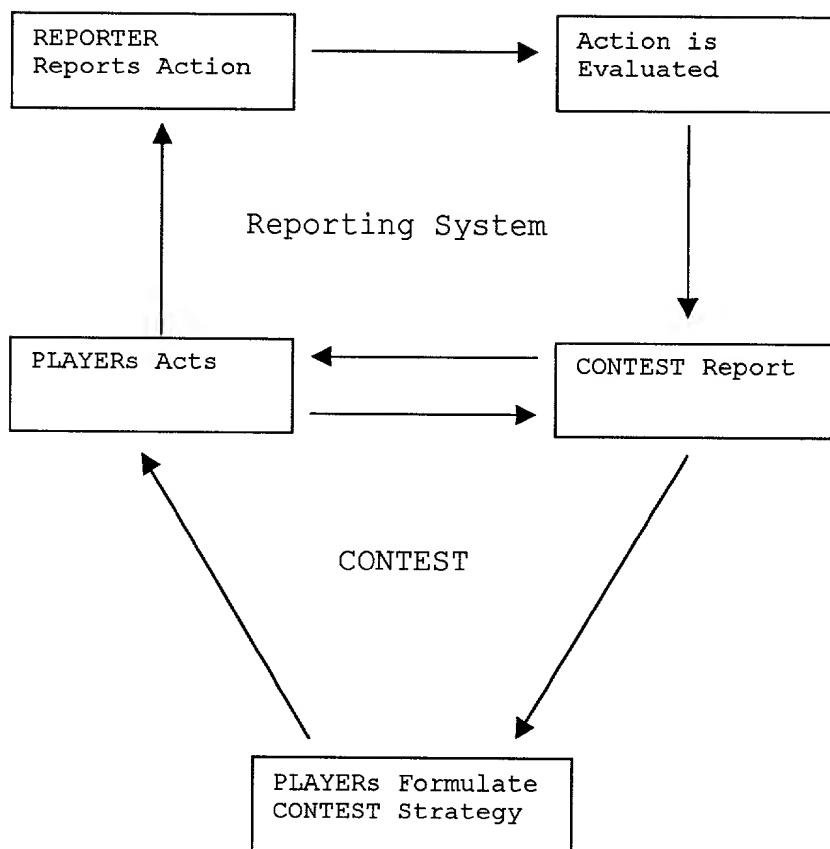 REPORTER
Reports Action
Action is
Evaluated
Reporting System
PLAYERs Acts
CONTEST Report
CONTEST
PLAYERs Formulate
CONTEST Strategy